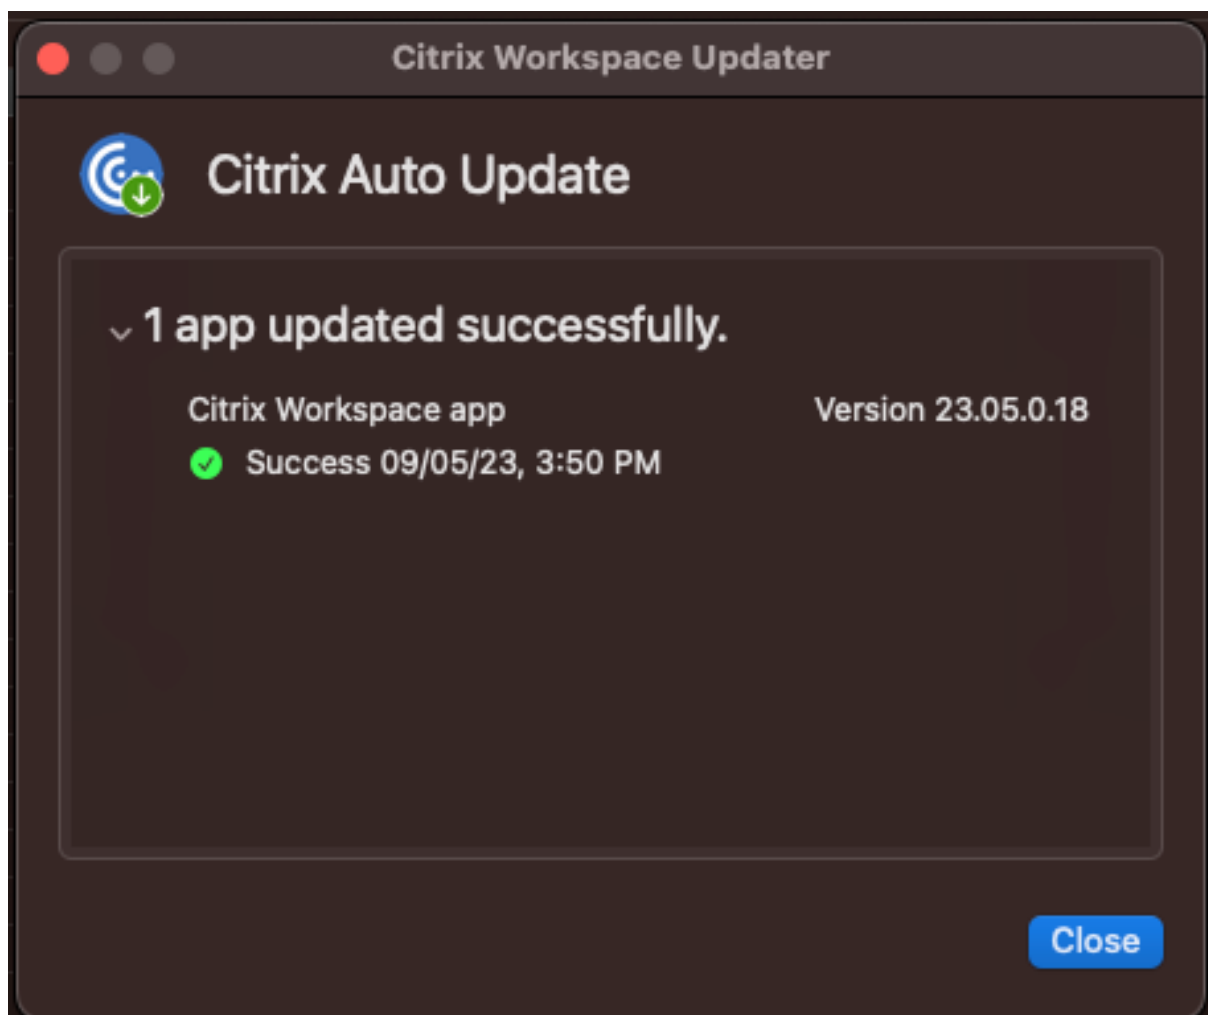 Citrix Workspace Updater
Citrix Auto Update
1 app updated successfully.
Citrix Workspace app Version 23.05.0.18
Success 09/05/23, 3:50 PM
Close